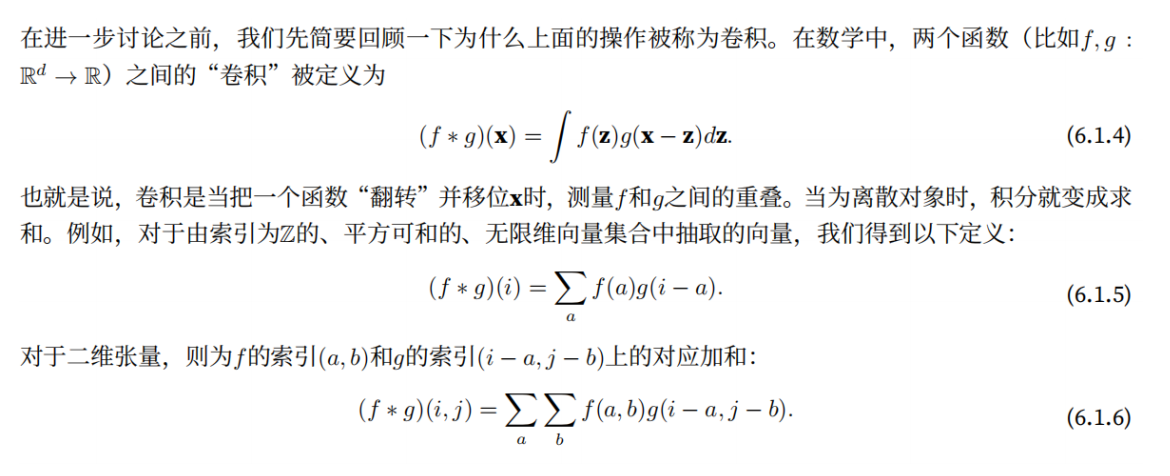 在进一步讨论之前，我们先简要回顾一下为什么上面的操作被称为卷积。在数学中，两个函数（比如f, g :
ℝᵈ → ℝ）之间的“卷积”被定义为
(f ∗ g)(𝐱) = ∫ f(𝐳)g(𝐱 − 𝐳)d𝐳. (6.1.4)
也就是说，卷积是当把一个函数“翻转”并移位𝐱时，测量f和g之间的重叠。当为离散对象时，积分就变成求
和。例如，对于由索引为ℤ的、平方可和的、无限维向量集合中抽取的向量，我们得到以下定义：
(f ∗ g)(i) = ∑ₐ f(a)g(i − a). (6.1.5)
对于二维张量，则为f的索引(a, b)和g的索引(i − a, j − b)上的对应加和：
(f ∗ g)(i, j) = ∑_a ∑_b f(a, b)g(i − a, j − b). (6.1.6)